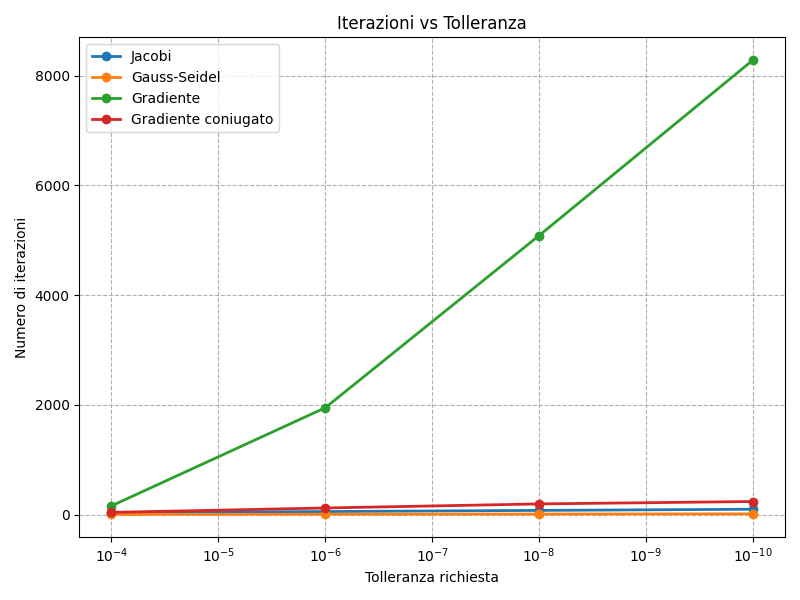 Iterazioni vs Tolleranza
Jacobi
Gauss-Seidel
Gradiente
Gradiente coniugato
Numero di iterazioni
8000
6000
4000
2000
0
10⁻⁴ 10⁻⁵ 10⁻⁶ 10⁻⁷ 10⁻⁸ 10⁻⁹ 10⁻¹⁰
Tolleranza richiesta